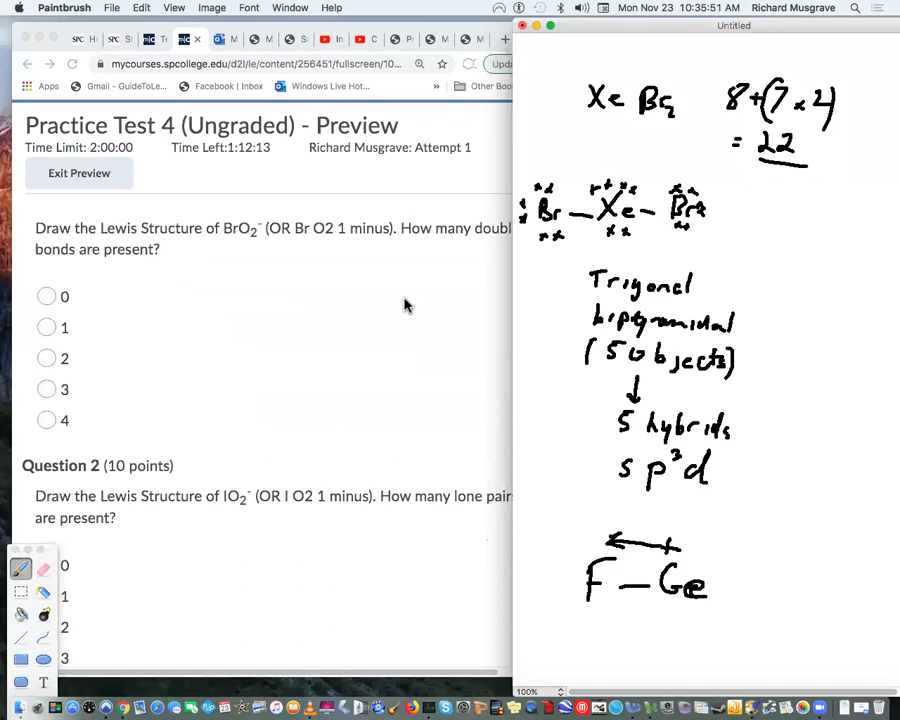 Paintbrush File Edit View Image Signature Font Window Help Mon Nov 23 10:35:51 AM Richard Musgrave
Untitled
mycourses.spcollege.edu/d2l/le/content/256451/fullscreen/10...
Apps Gmail - GuideToLe... Facebook | Inbox Windows Live Hot... » Other Book
Practice Test 4 (Ungraded) - Preview
Time Limit: 2:00:00 Time Left:1:12:13 Richard Musgrave: Attempt 1
Exit Preview
Draw the Lewis Structure of BrO2- (OR Br O2 1 minus). How many doubl
bonds are present?
0
1
2
3
4
Question 2 (10 points)
Draw the Lewis Structure of IO2- (OR I O2 1 minus). How many lone pair
are present?
0
1
2
3
T
Xe Br2 8+(7x2)
= 22
Br - Xe - Br
Trigonal
bipyramidal
(5 objects)
↓
5 hybrids
sp3d
F - Ge
100%